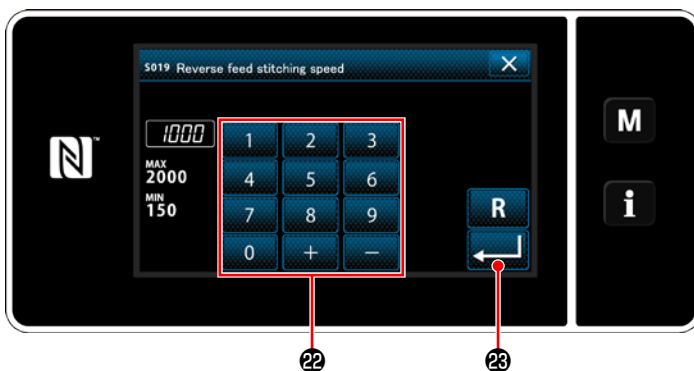 S019 Reverse feed stitching speed
1000
MAX
2000
MIN
150
1 2 3
4 5 6
7 8 9
0 + −
R
M
i
N™
㉒ ㉓